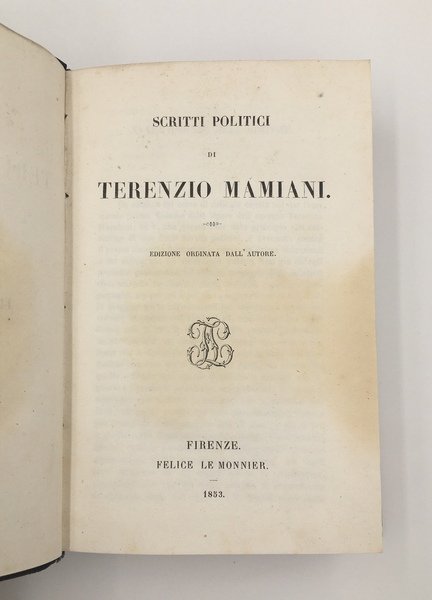 SCRITTI POLITICI
DI
TERENZIO MAMIANI.
EDIZIONE ORDINATA DALL'AUTORE.
FIRENZE.
FELICE LE MONNIER.
1853.